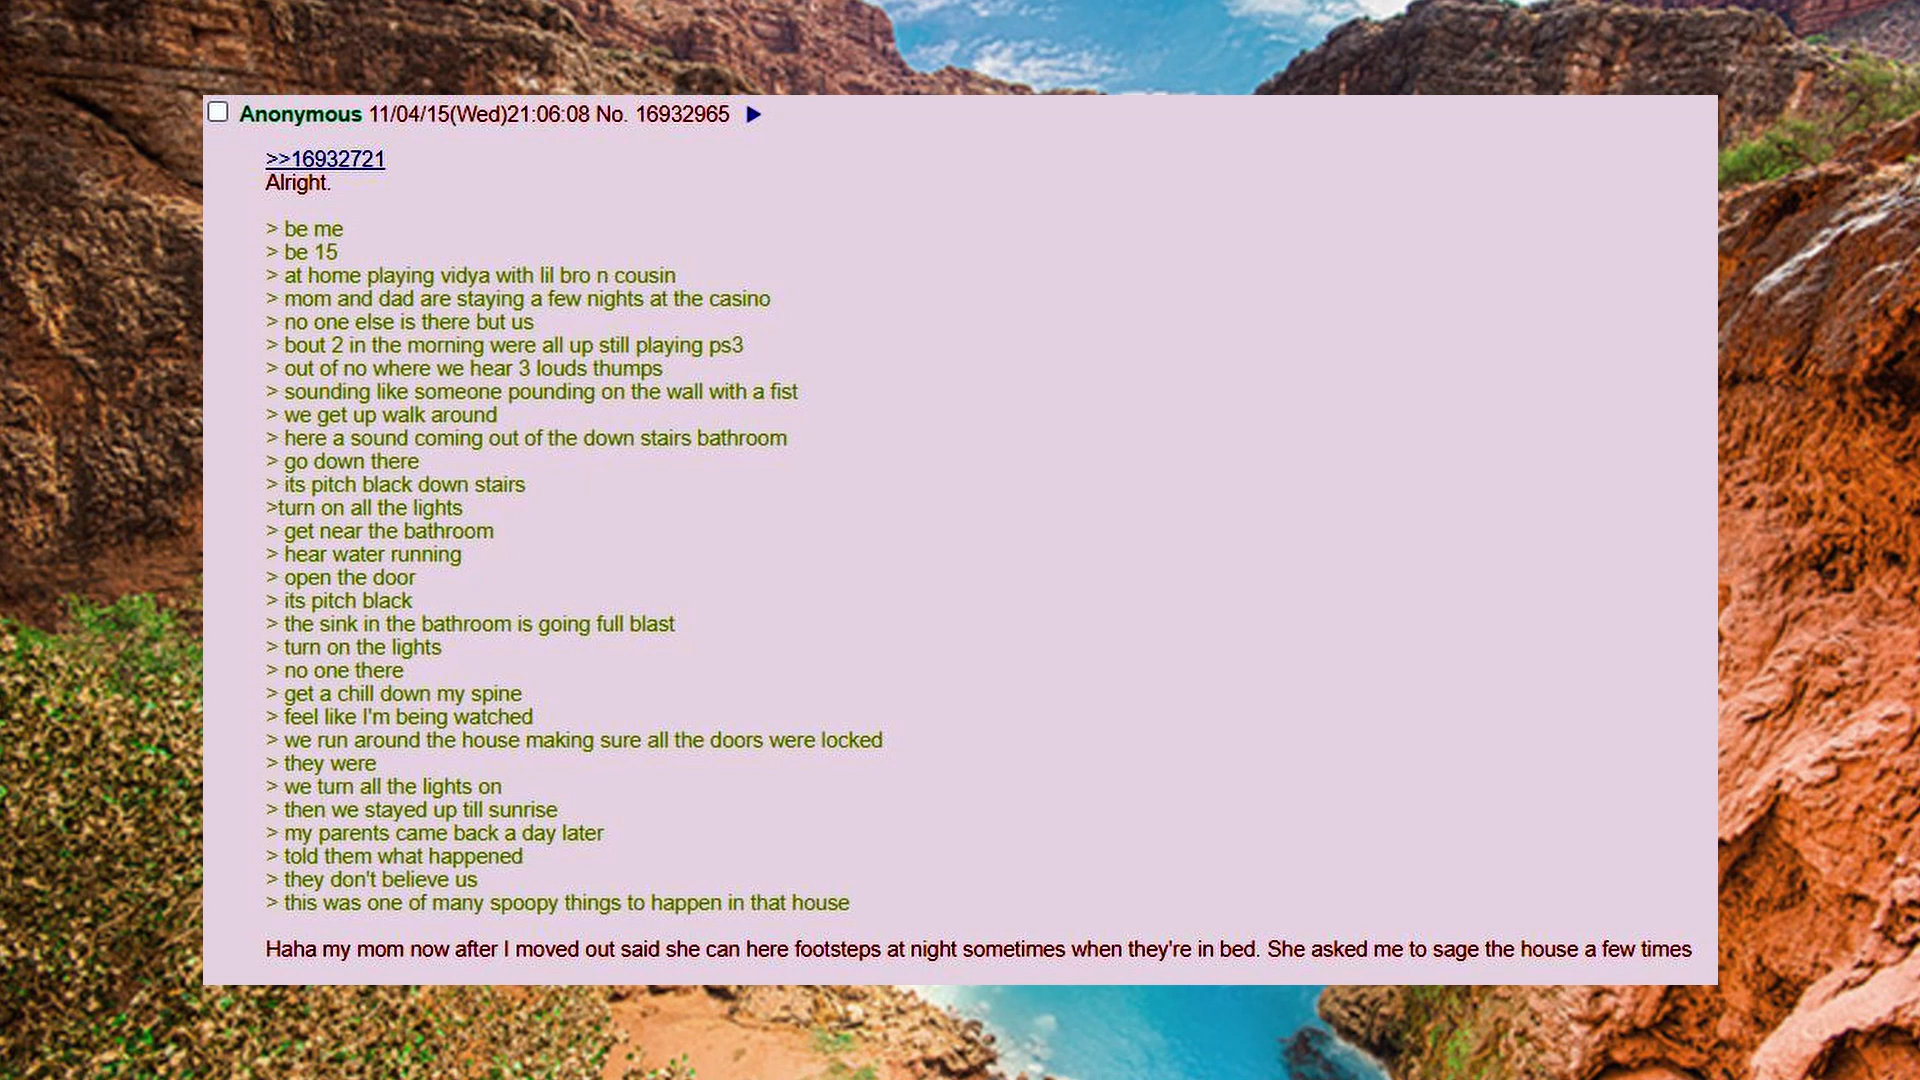 Anonymous 11/04/15(Wed)21:06:08 No. 16932965 ▶
>>16932721
Alright.
> be me
> be 15
> at home playing vidya with lil bro n cousin
> mom and dad are staying a few nights at the casino
> no one else is there but us
> bout 2 in the morning were all up still playing ps3
> out of no where we hear 3 louds thumps
> sounding like someone pounding on the wall with a fist
> we get up walk around
> here a sound coming out of the down stairs bathroom
> go down there
> its pitch black down stairs
>turn on all the lights
> get near the bathroom
> hear water running
> open the door
> its pitch black
> the sink in the bathroom is going full blast
> turn on the lights
> no one there
> get a chill down my spine
> feel like I'm being watched
> we run around the house making sure all the doors were locked
> they were
> we turn all the lights on
> then we stayed up till sunrise
> my parents came back a day later
> told them what happened
> they don't believe us
> this was one of many spoopy things to happen in that house
Haha my mom now after I moved out said she can here footsteps at night sometimes when they're in bed. She asked me to sage the house a few times